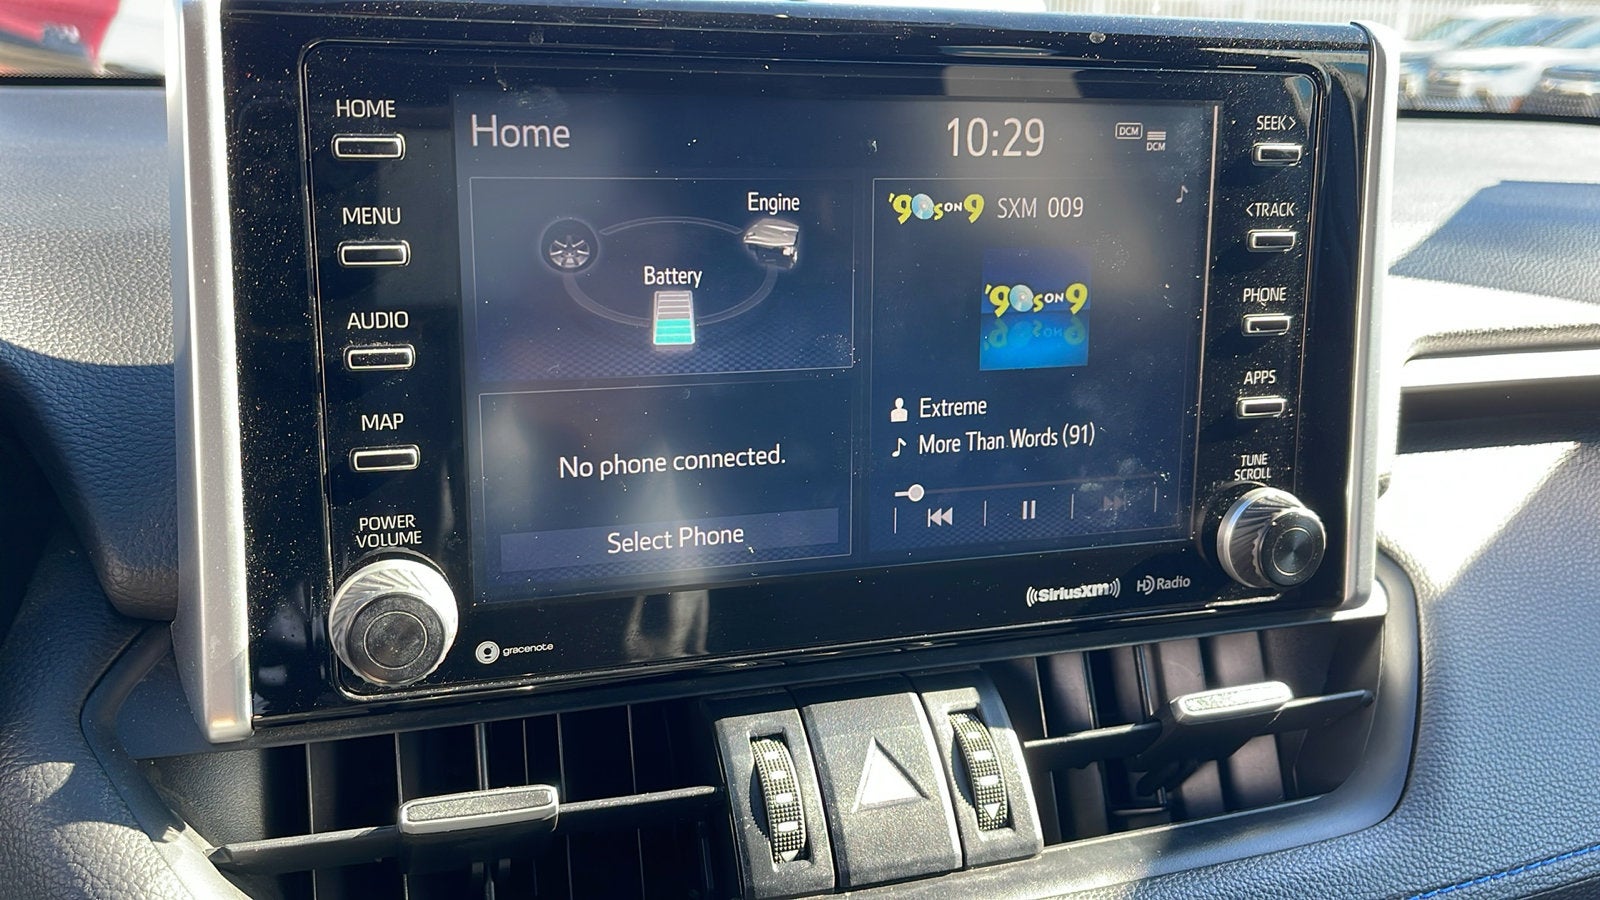 HOME
MENU
AUDIO
MAP
POWER
VOLUME
Home
10:29
DCM
DCM
Engine
Battery
'90s ON 9 SXM 009
'90s ON 9
Extreme
More Than Words (91)
No phone connected.
Select Phone
SEEK>
<TRACK
PHONE
APPS
TUNE
SCROLL
gracenote
((SiriusXM))
HD Radio